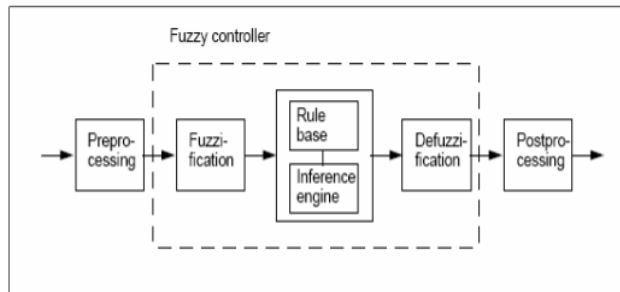 Fuzzy controller
Prepro-
cessing
Fuzzi-
fication
Rule
base
Inference
engine
Defuzzi-
fication
Postpro-
cessing